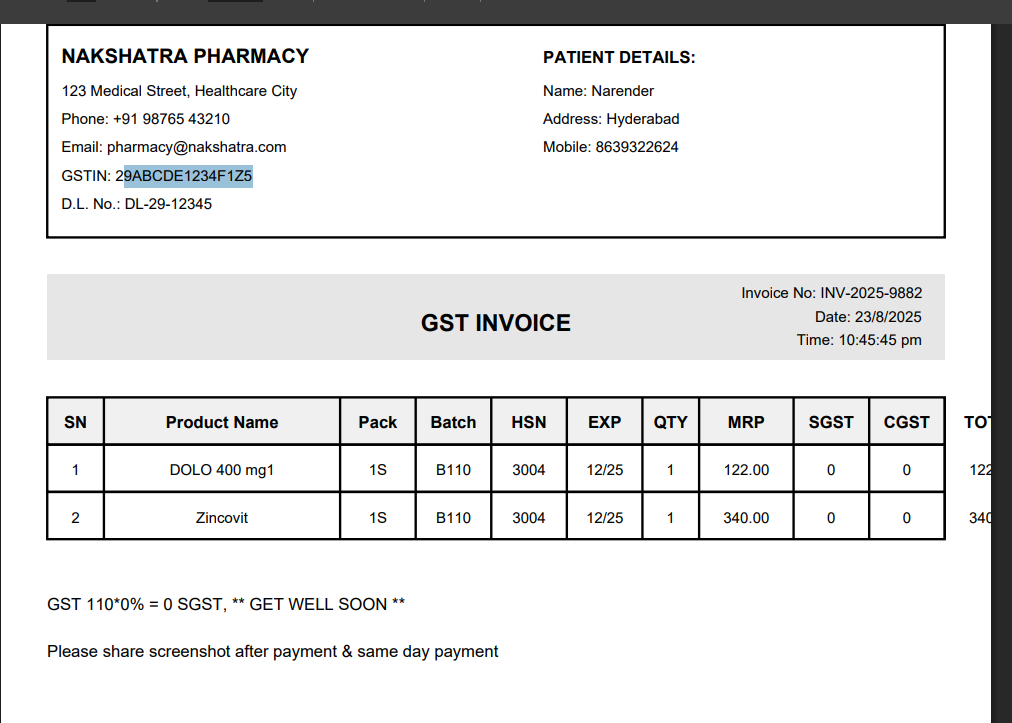 NAKSHATRA PHARMACY
123 Medical Street, Healthcare City
Phone: +91 98765 43210
Email: pharmacy@nakshatra.com
GSTIN: 29ABCDE1234F1Z5
D.L. No.: DL-29-12345
PATIENT DETAILS:
Name: Narender
Address: Hyderabad
Mobile: 8639322624
GST INVOICE
Invoice No: INV-2025-9882
Date: 23/8/2025
Time: 10:45:45 pm
SN Product Name Pack Batch HSN EXP QTY MRP SGST CGST TOT
1 DOLO 400 mg1 1S B110 3004 12/25 1 122.00 0 0 122
2 Zincovit 1S B110 3004 12/25 1 340.00 0 0 340
GST 110*0% = 0 SGST, ** GET WELL SOON **
Please share screenshot after payment & same day payment